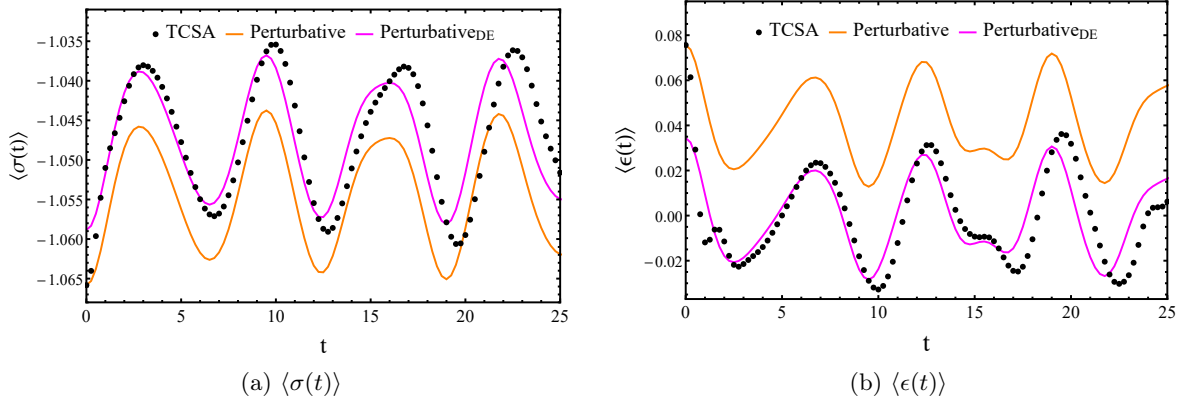 TCSA Perturbative Perturbative_DE
−1.035
−1.040
−1.045
−1.050
−1.055
−1.060
−1.065
⟨σ(t)⟩
0 5 10 15 20 25
t
(a) ⟨σ(t)⟩
TCSA Perturbative Perturbative_DE
0.08
0.06
0.04
0.02
0.00
−0.02
⟨ϵ(t)⟩
0 5 10 15 20 25
t
(b) ⟨ϵ(t)⟩